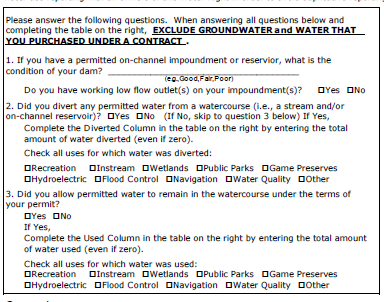 Please answer the following questions. When answering all questions below and
completing the table on the right, EXCLUDE GROUNDWATER and WATER THAT
YOU PURCHASED UNDER A CONTRACT .
1. If you have a permitted on-channel impoundment or reservior, what is the
condition of your dam? ______________________________
(e.g.,Good,Fair,Poor)
Do you have working low flow outlet(s) on your impoundment(s)? □Yes □No
2. Did you divert any permitted water from a watercourse (i.e., a stream and/or
on-channel reservoir)? □Yes □No (If No, skip to question 3 below) If Yes,
Complete the Diverted Column in the table on the right by entering the total
amount of water diverted (even if zero).
Check all uses for which water was diverted:
□Recreation □Instream □Wetlands □Public Parks □Game Preserves
□Hydroelectric □Flood Control □Navigation □Water Quality □Other
3. Did you allow permitted water to remain in the watercourse under the terms of
your permit?
□Yes □No
If Yes,
Complete the Used Column in the table on the right by entering the total amount
of water used (even if zero).
Check all uses for which water was used:
□Recreation □Instream □Wetlands □Public Parks □Game Preserves
□Hydroelectric □Flood Control □Navigation □Water Quality □Other